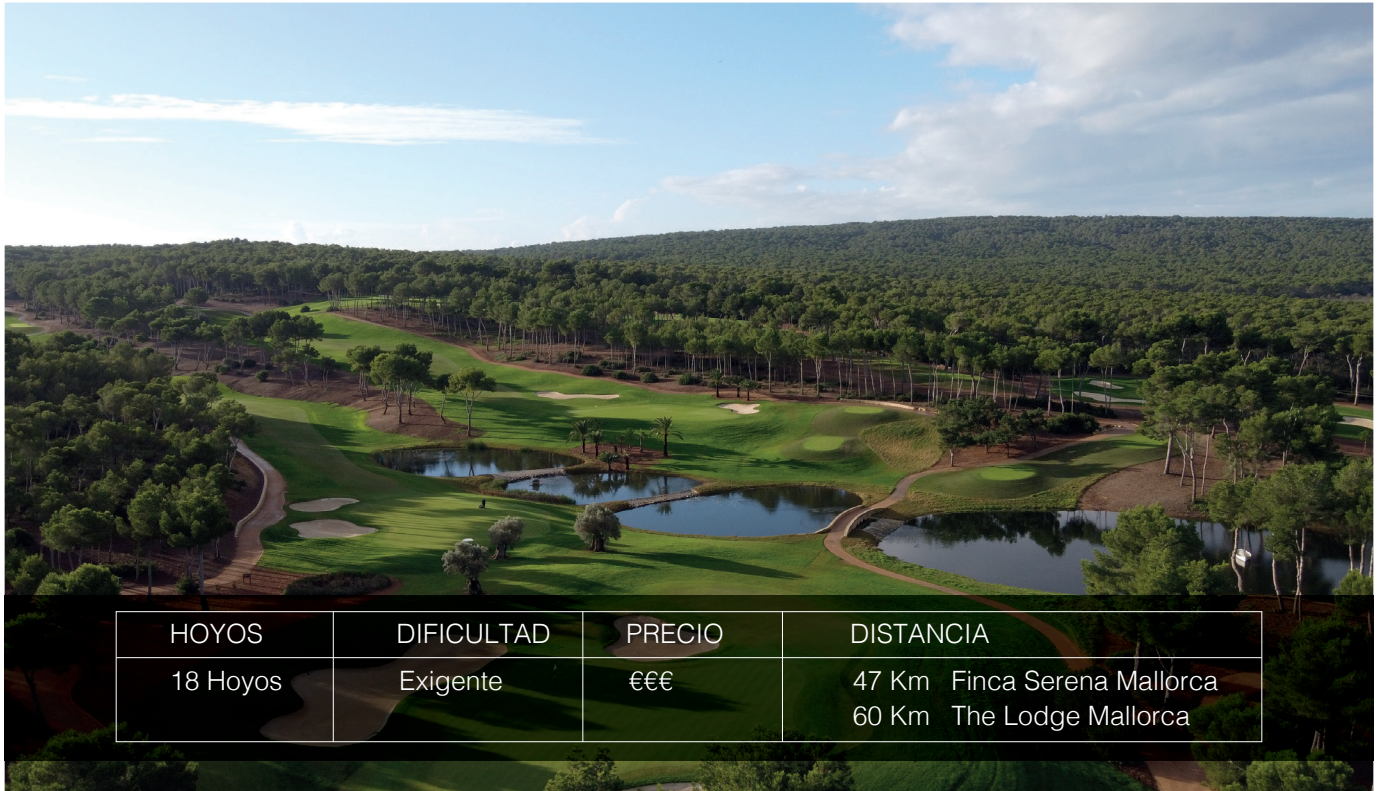 HOYOS DIFICULTAD PRECIO DISTANCIA
18 Hoyos Exigente €€€ 47 Km Finca Serena Mallorca
60 Km The Lodge Mallorca